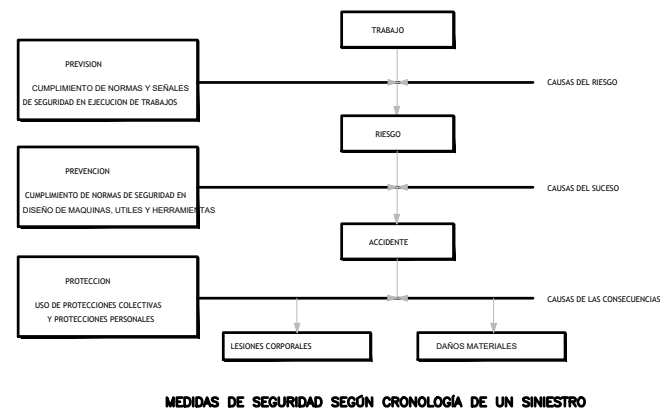 TRABAJO
PREVISION
CUMPLIMIENTO DE NORMAS Y SEÑALES
DE SEGURIDAD EN EJECUCION DE TRABAJOS
CAUSAS DEL RIESGO
RIESGO
PREVENCION
CUMPLIMIENTO DE NORMAS DE SEGURIDAD EN
DISEÑO DE MAQUINAS, UTILES Y HERRAMIENTAS
CAUSAS DEL SUCESO
ACCIDENTE
PROTECCION
USO DE PROTECCIONES COLECTIVAS
Y PROTECCIONES PERSONALES
CAUSAS DE LAS CONSECUENCIAS
LESIONES CORPORALES
DAÑOS MATERIALES
MEDIDAS DE SEGURIDAD SEGÚN CRONOLOGÍA DE UN SINIESTRO